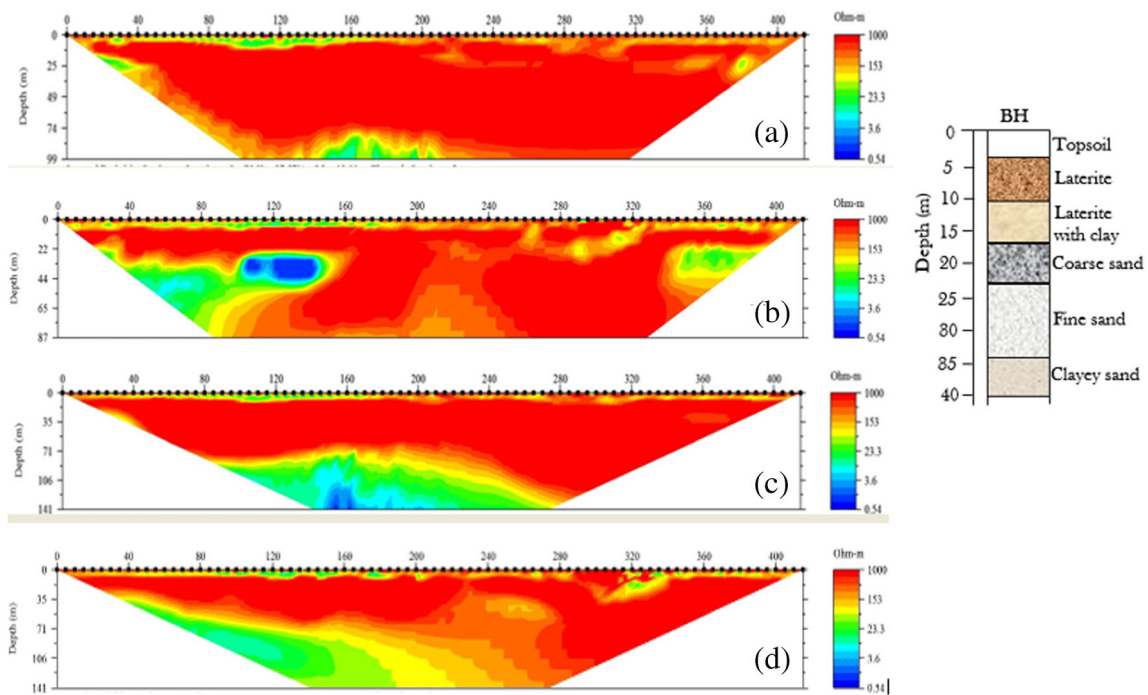 0 40 80 120 160 200 240 280 320 360 400
Ohm-m
0
25
49
74
99
Depth (m)
1000
153
23.3
3.6
0.54
(a)
0 40 80 120 160 200 240 280 320 360 400
Ohm-m
0
22
44
65
87
Depth (m)
1000
153
23.3
3.6
0.54
(b)
0 40 80 120 160 200 240 280 320 360 400
Ohm-m
0
35
71
106
141
Depth (m)
1000
153
23.3
3.6
0.54
(c)
0 40 80 120 160 200 240 280 320 360 400
Ohm-m
0
35
71
106
141
Depth (m)
1000
153
23.3
3.6
0.54
(d)
BH
Depth (m)
0
5
10
15
20
25
80
85
40
Topsoil
Laterite
Laterite
with clay
Coarse sand
Fine sand
Clayey sand